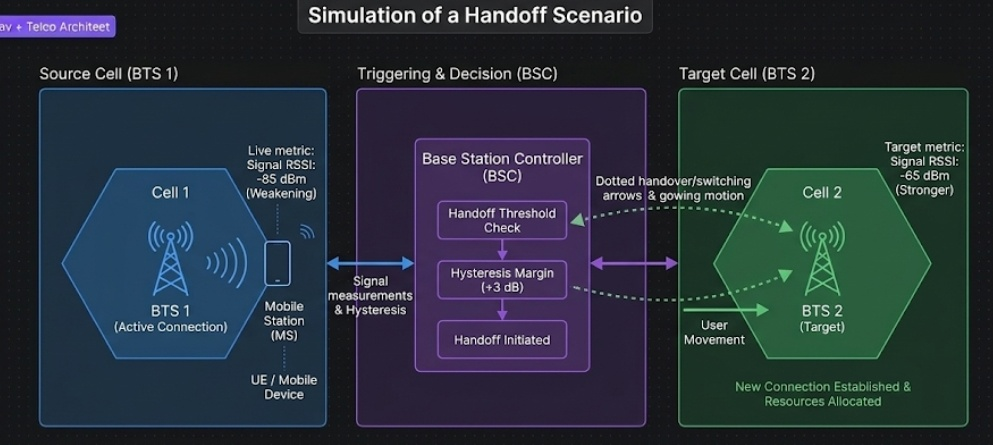 Simulation of a Handoff Scenario
av + Telco Architeet
Source Cell (BTS 1)
Live metric:
Signal RSSI:
-85 dBm
(Weakening)
Cell 1
BTS 1
(Active Connection)
Mobile
Station
(MS)
UE / Mobile
Device
Signal
measurements
& Hysteresis
Triggering & Decision (BSC)
Base Station Controller
(BSC)
Handoff Threshold
Check
Hysteresis Margin
(+3 dB)
Handoff Initiated
Dotted handover/switching
arrows & gowing motion
Target Cell (BTS 2)
Target metric:
Signal RSSI:
-65 dBm
(Stronger)
Cell 2
BTS 2
(Target)
User
Movement
New Connection Established &
Resources Allocated